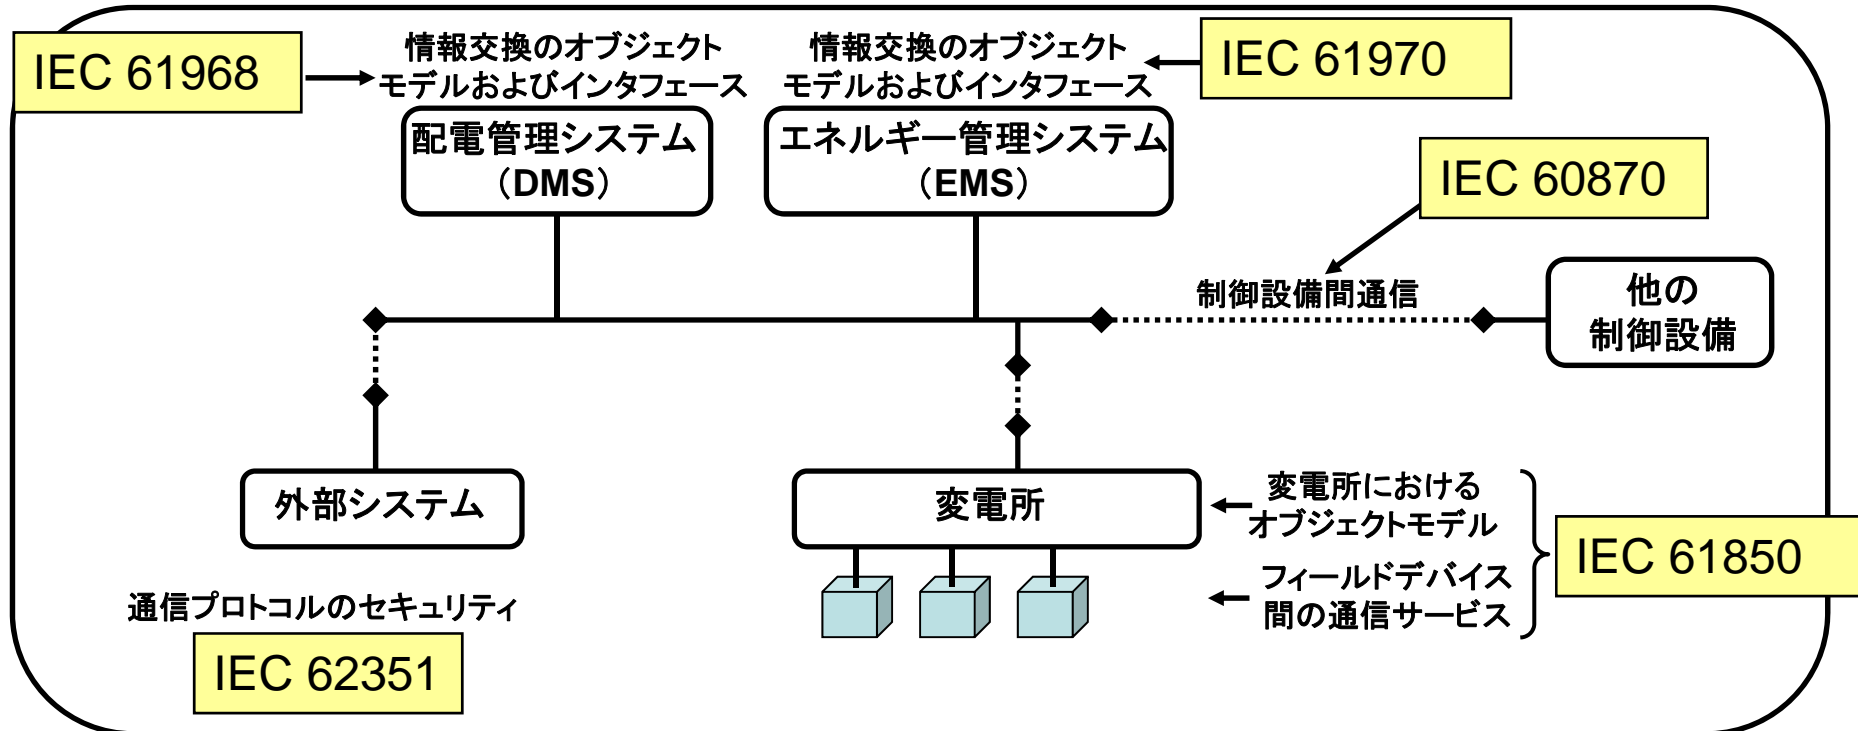 IEC 61968
情報交換のオブジェクト
モデルおよびインタフェース
情報交換のオブジェクト
モデルおよびインタフェース
IEC 61970
配電管理システム
（DMS）
エネルギー管理システム
（EMS）
IEC 60870
制御設備間通信
他の
制御設備
外部システム
変電所
変電所における
オブジェクトモデル
フィールドデバイス
間の通信サービス
IEC 61850
通信プロトコルのセキュリティ
IEC 62351